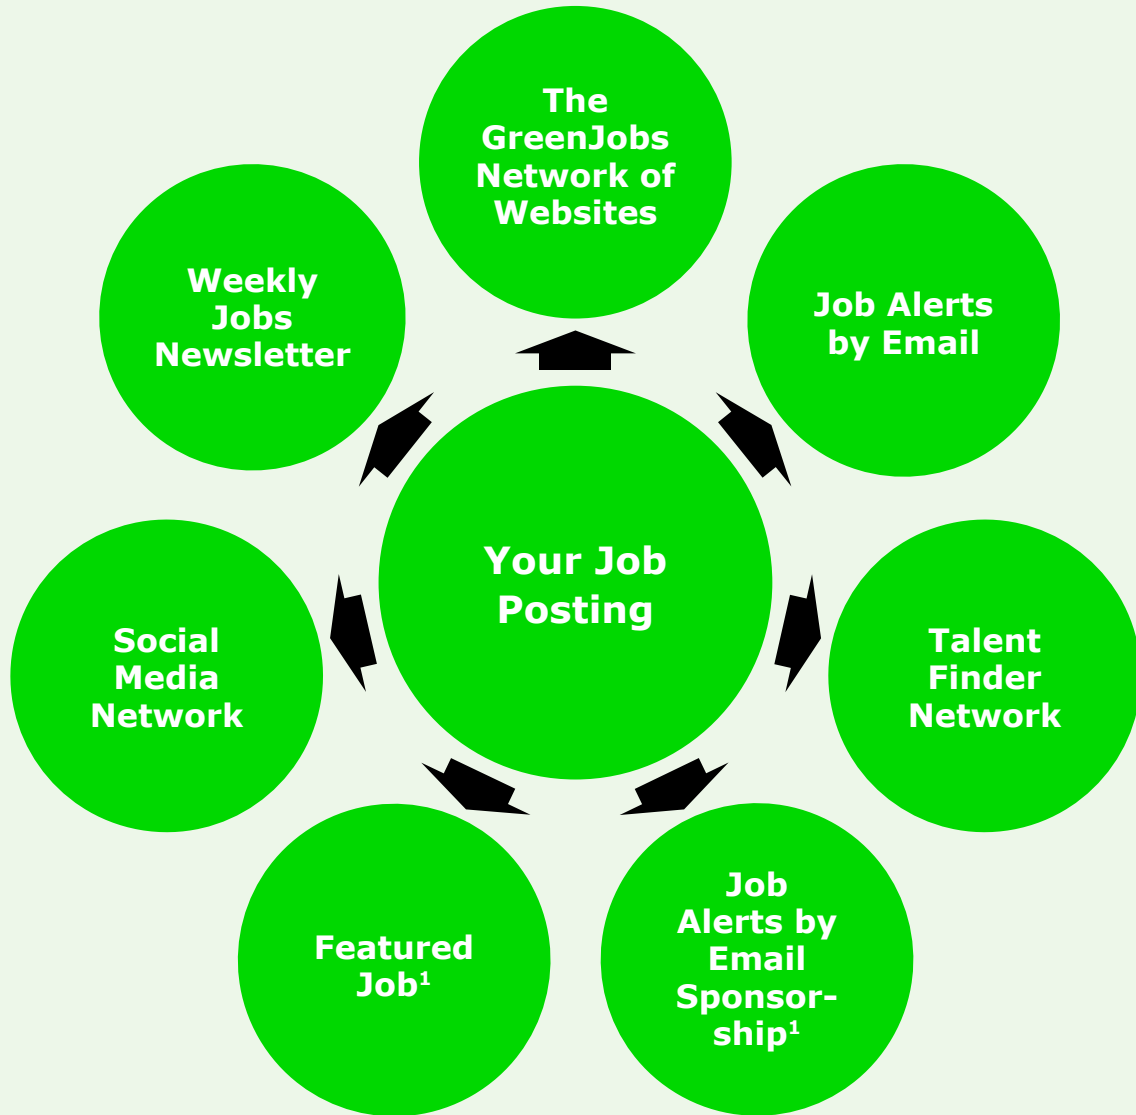 The
GreenJobs
Network of
Websites
Job Alerts
by Email
Talent
Finder
Network
Job
Alerts by
Email
Sponsor-
ship¹
Featured
Job¹
Social
Media
Network
Weekly
Jobs
Newsletter
Your Job
Posting